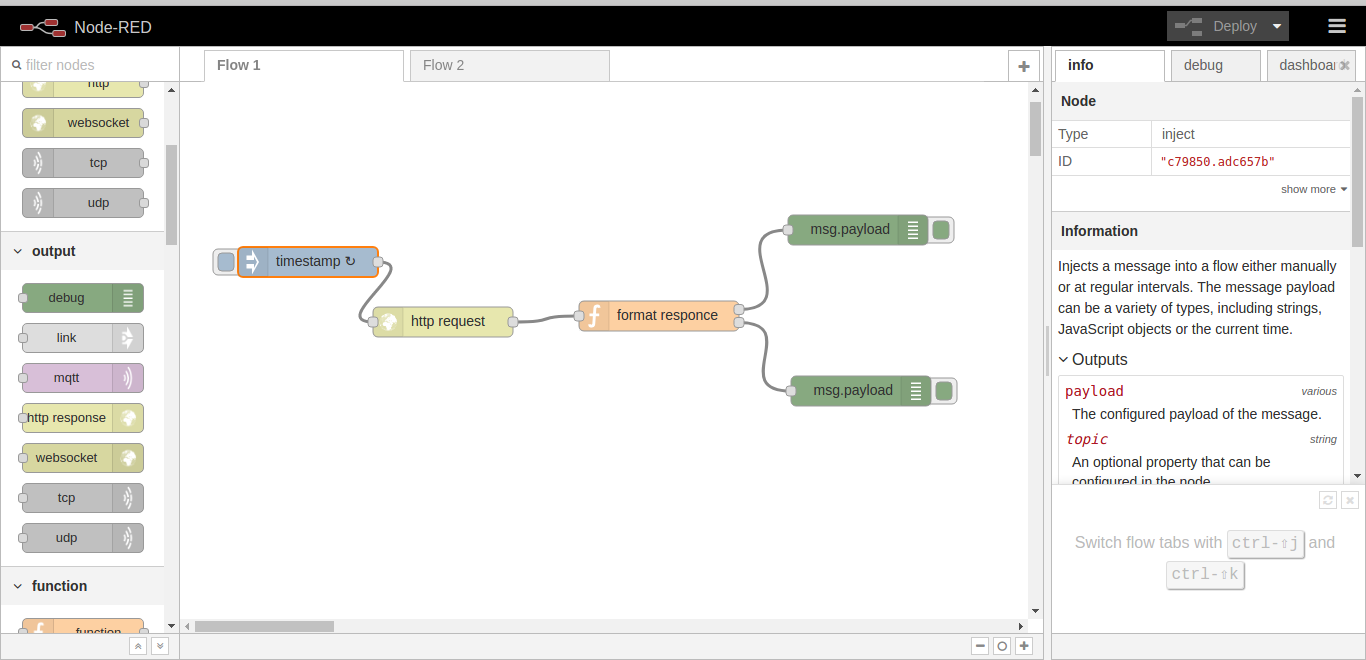 Node-RED
Deploy
filter nodes
http
websocket
tcp
udp
output
debug
link
mqtt
http response
websocket
tcp
udp
function
function
Flow 1
Flow 2
timestamp ↻
http request
format responce
msg.payload
msg.payload
info
debug
dashboar
Node
Type inject
ID "c79850.adc657b"
show more
Information
Injects a message into a flow either manually
or at regular intervals. The message payload
can be a variety of types, including strings,
JavaScript objects or the current time.
Outputs
payload various
The configured payload of the message.
topic string
An optional property that can be
configured in the node.
Switch flow tabs with ctrl-⇧j and
ctrl-⇧k